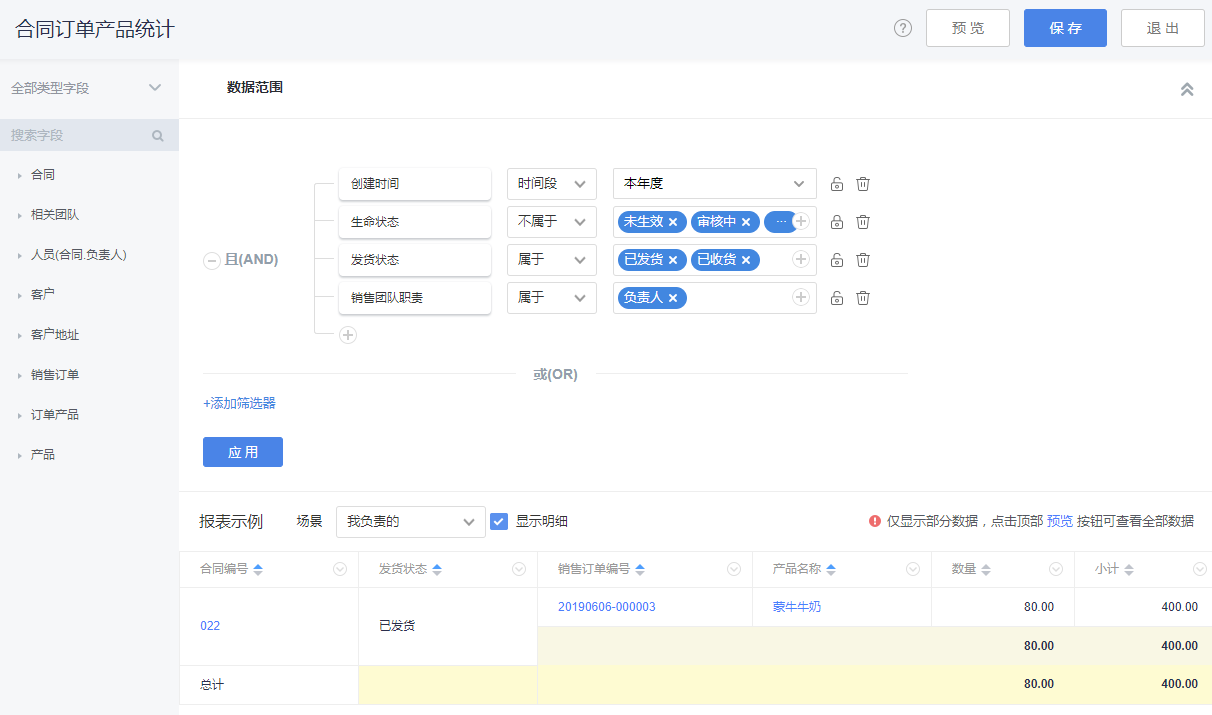 合同订单产品统计
? 预览 保存 退出
全部类型字段
数据范围
搜索字段
合同
相关团队
人员(合同.负责人)
客户
客户地址
销售订单
订单产品
产品
且(AND)
创建时间 时间段 本年度
生命状态 不属于 未生效 × 审核中 × ...
发货状态 属于 已发货 × 已收货 ×
销售团队职责 属于 负责人 ×
或(OR)
+添加筛选器
应用
报表示例 场景 我负责的 显示明细 仅显示部分数据，点击顶部 预览 按钮可查看全部数据
合同编号 发货状态 销售订单编号 产品名称 数量 小计
022 已发货 20190606-000003 蒙牛牛奶 80.00 400.00
80.00 400.00
总计 80.00 400.00